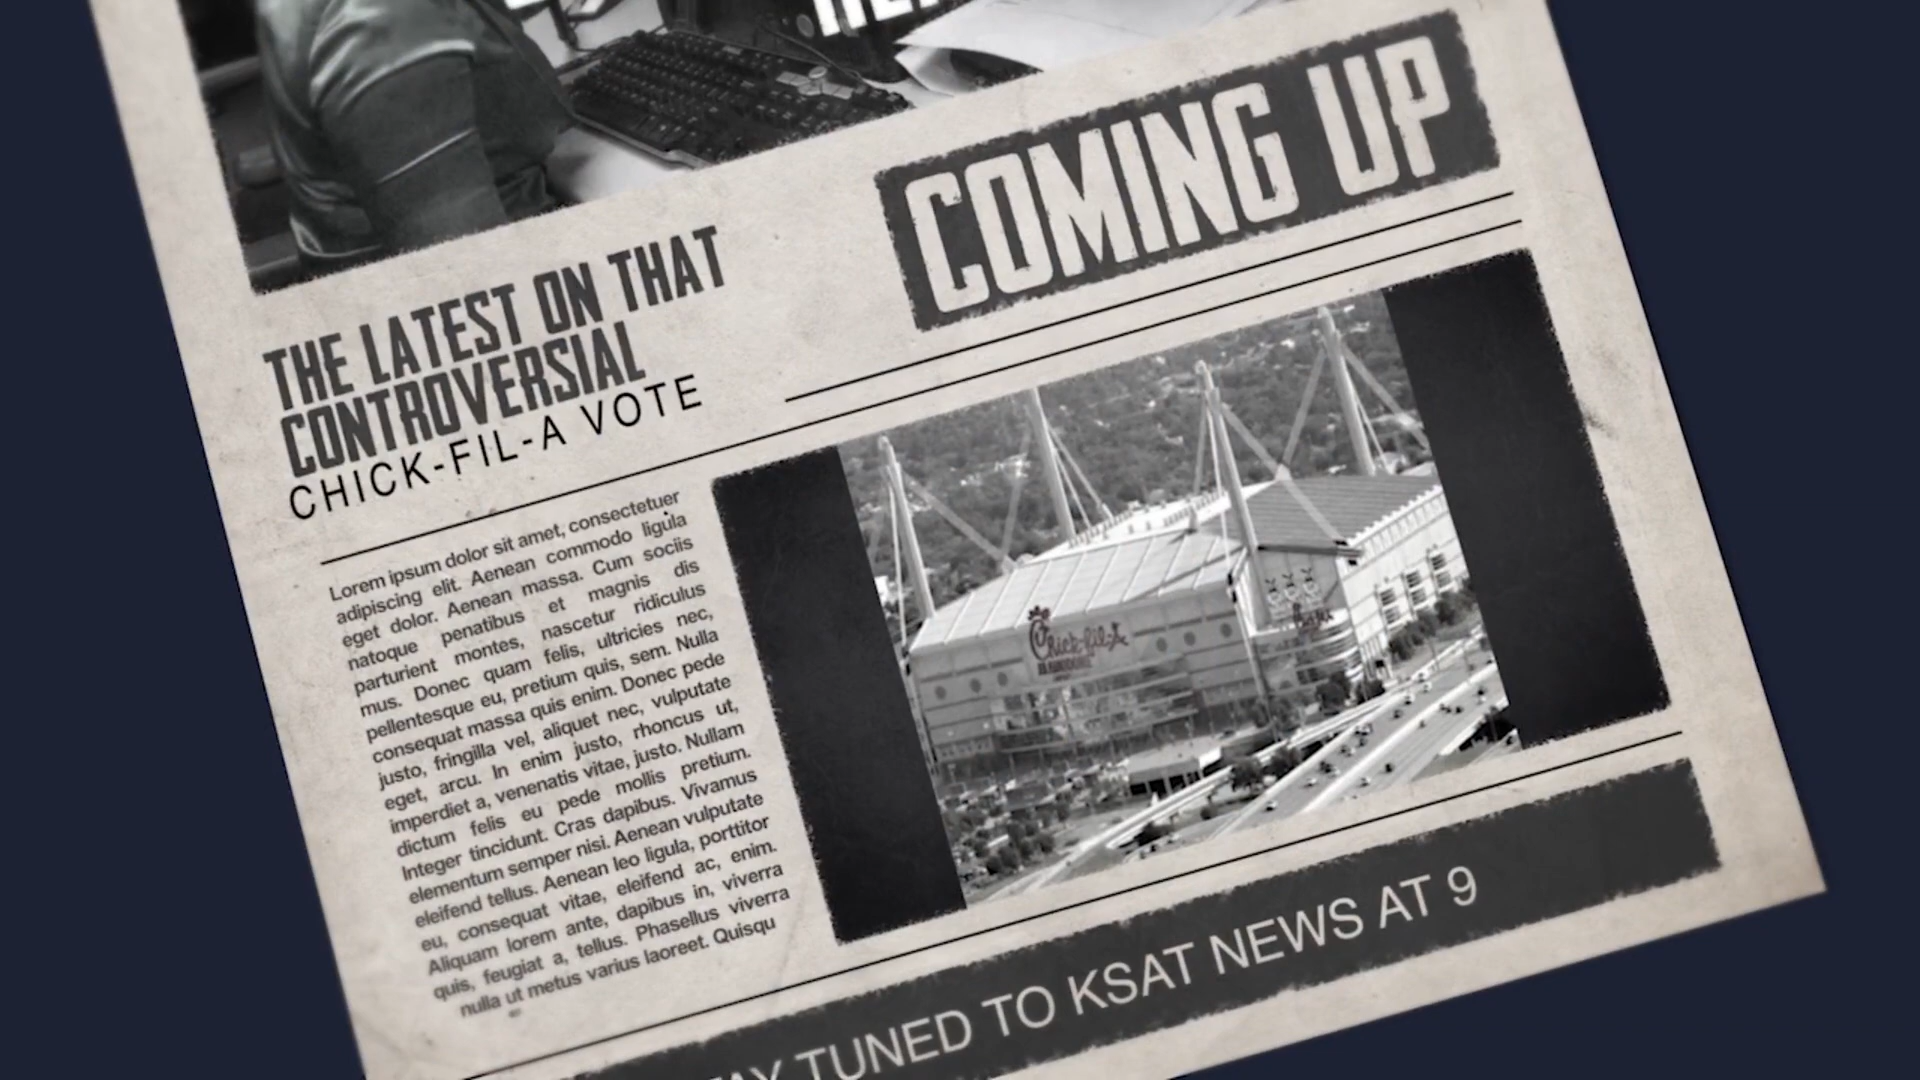 COMING UP
THE LATEST ON THAT
CONTROVERSIAL
CHICK-FIL-A VOTE
Lorem ipsum dolor sit amet, consectetuer
adipiscing elit. Aenean commodo ligula
eget dolor. Aenean massa. Cum sociis
natoque penatibus et magnis dis
parturient montes, nascetur ridiculus
mus. Donec quam felis, ultricies nec,
pellentesque eu, pretium quis, sem. Nulla
consequat massa quis enim. Donec pede
justo, fringilla vel, aliquet nec, vulputate
eget, arcu. In enim justo, rhoncus ut,
imperdiet a, venenatis vitae, justo. Nullam
dictum felis eu pede mollis pretium.
Integer tincidunt. Cras dapibus. Vivamus
elementum semper nisi. Aenean vulputate
eleifend tellus. Aenean leo ligula, porttitor
eu, consequat vitae, eleifend ac, enim.
Aliquam lorem ante, dapibus in, viverra
quis, feugiat a, tellus. Phasellus viverra
nulla ut metus varius laoreet. Quisqu
Chick-fil-A
TUNED TO KSAT NEWS AT 9